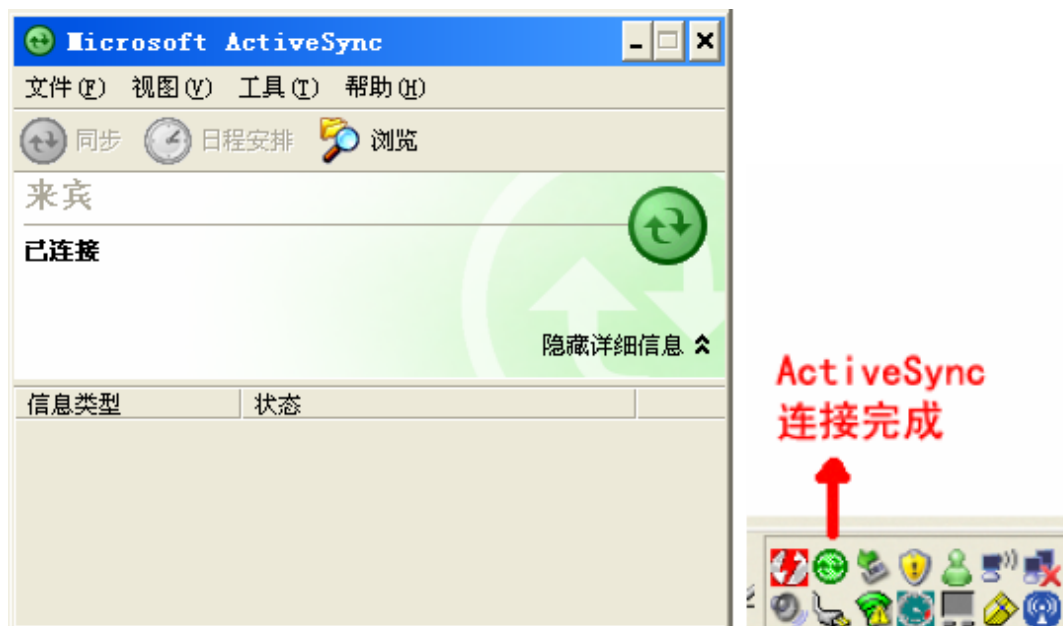 Microsoft ActiveSync
文件(F) 视图(V) 工具(T) 帮助(H)
同步 日程安排 浏览
来宾
已连接
隐藏详细信息
信息类型 状态
ActiveSync
连接完成